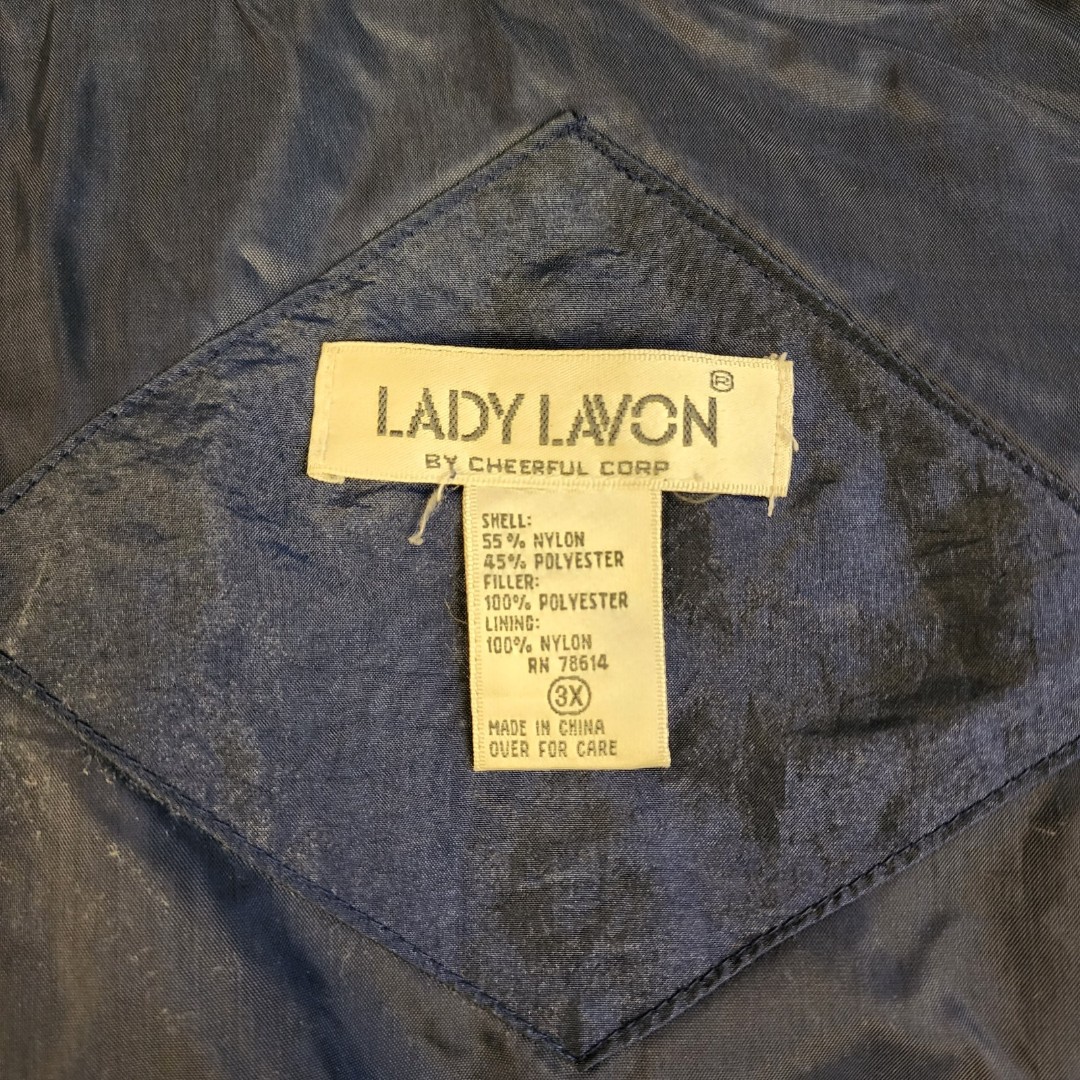 LADY LAVON®
BY CHEERFUL CORP
SHELL:
55% NYLON
45% POLYESTER
FILLER:
100% POLYESTER
LINING:
100% NYLON
RN 78614
3X
MADE IN CHINA
OVER FOR CARE